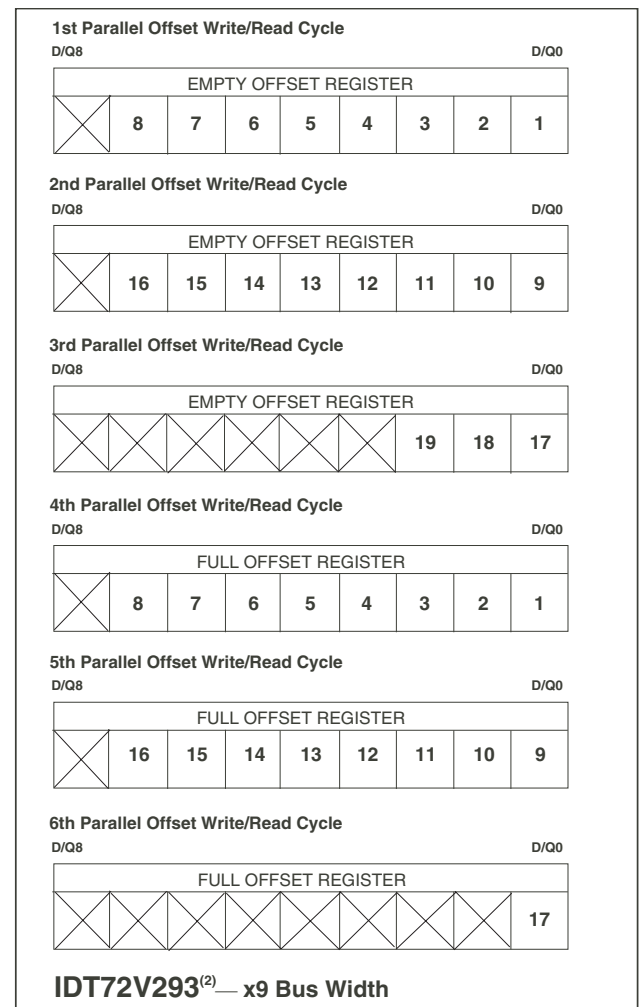 1st Parallel Offset Write/Read Cycle
D/Q8 D/Q0
EMPTY OFFSET REGISTER
8 7 6 5 4 3 2 1
2nd Parallel Offset Write/Read Cycle
D/Q8 D/Q0
EMPTY OFFSET REGISTER
16 15 14 13 12 11 10 9
3rd Parallel Offset Write/Read Cycle
D/Q8 D/Q0
EMPTY OFFSET REGISTER
19 18 17
4th Parallel Offset Write/Read Cycle
D/Q8 D/Q0
FULL OFFSET REGISTER
8 7 6 5 4 3 2 1
5th Parallel Offset Write/Read Cycle
D/Q8 D/Q0
FULL OFFSET REGISTER
16 15 14 13 12 11 10 9
6th Parallel Offset Write/Read Cycle
D/Q8 D/Q0
FULL OFFSET REGISTER
17
IDT72V293(2)— x9 Bus Width